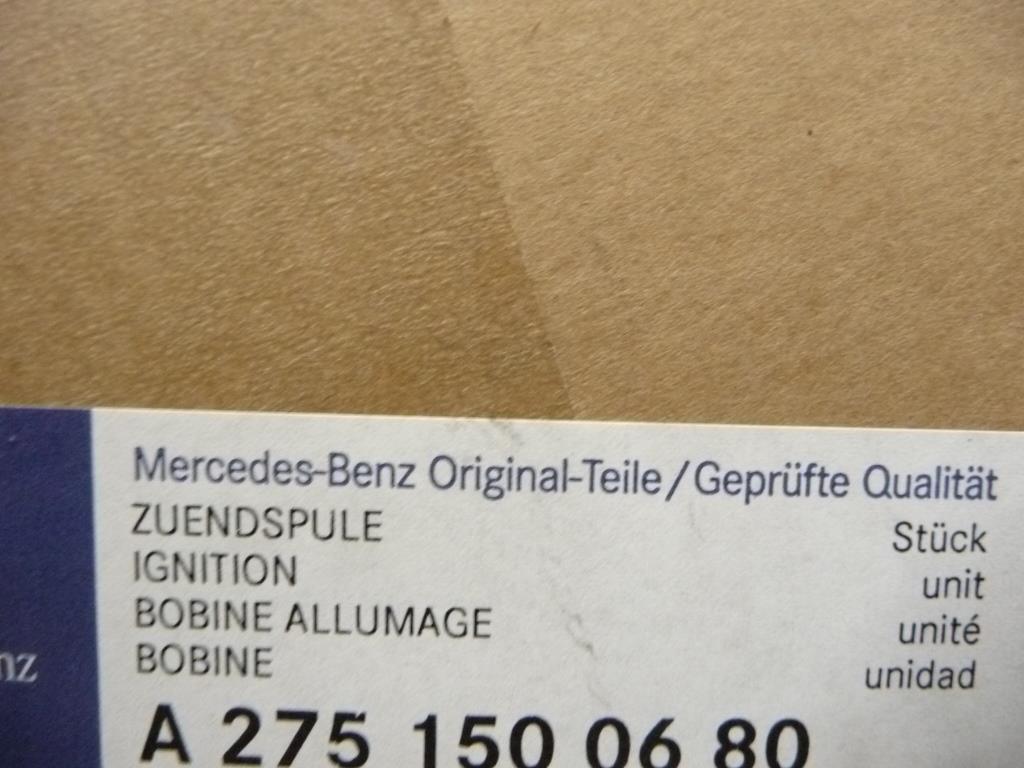 Mercedes-Benz Original-Teile/Geprüfte Qualität
ZUENDSPULE Stück
IGNITION unit
BOBINE ALLUMAGE unité
BOBINE unidad
nz
A 275 150 06 80